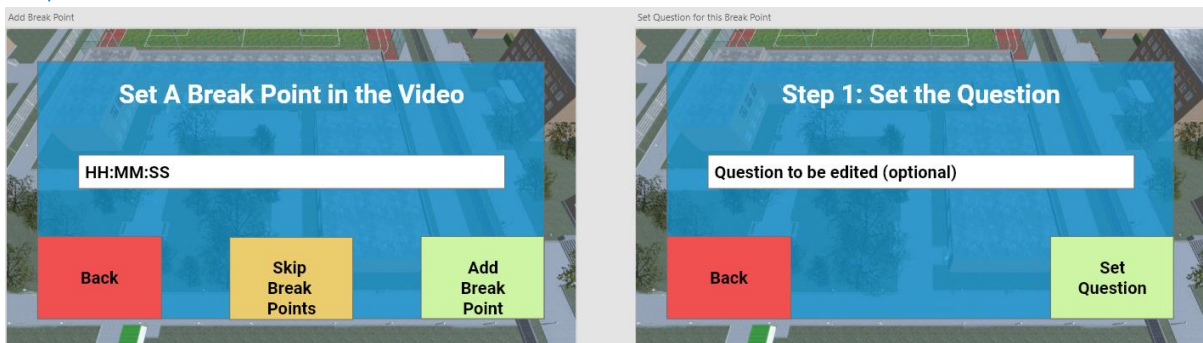 Add Break Point
Set A Break Point in the Video
HH:MM:SS
Back
Skip
Break
Points
Add
Break
Point
Set Question for this Break Point
Step 1: Set the Question
Question to be edited (optional)
Back
Set
Question